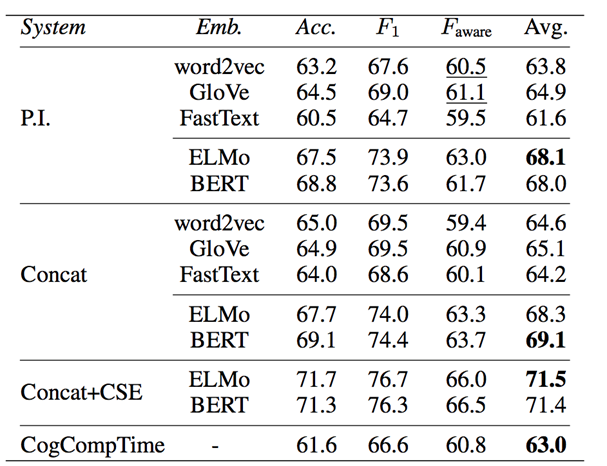 System Emb. Acc. F1 Faware Avg.
word2vec 63.2 67.6 60.5 63.8
GloVe 64.5 69.0 61.1 64.9
P.I. FastText 60.5 64.7 59.5 61.6
ELMo 67.5 73.9 63.0 68.1
BERT 68.8 73.6 61.7 68.0
word2vec 65.0 69.5 59.4 64.6
GloVe 64.9 69.5 60.9 65.1
Concat FastText 64.0 68.6 60.1 64.2
ELMo 67.7 74.0 63.3 68.3
BERT 69.1 74.4 63.7 69.1
Concat+CSE ELMo 71.7 76.7 66.0 71.5
BERT 71.3 76.3 66.5 71.4
CogCompTime - 61.6 66.6 60.8 63.0